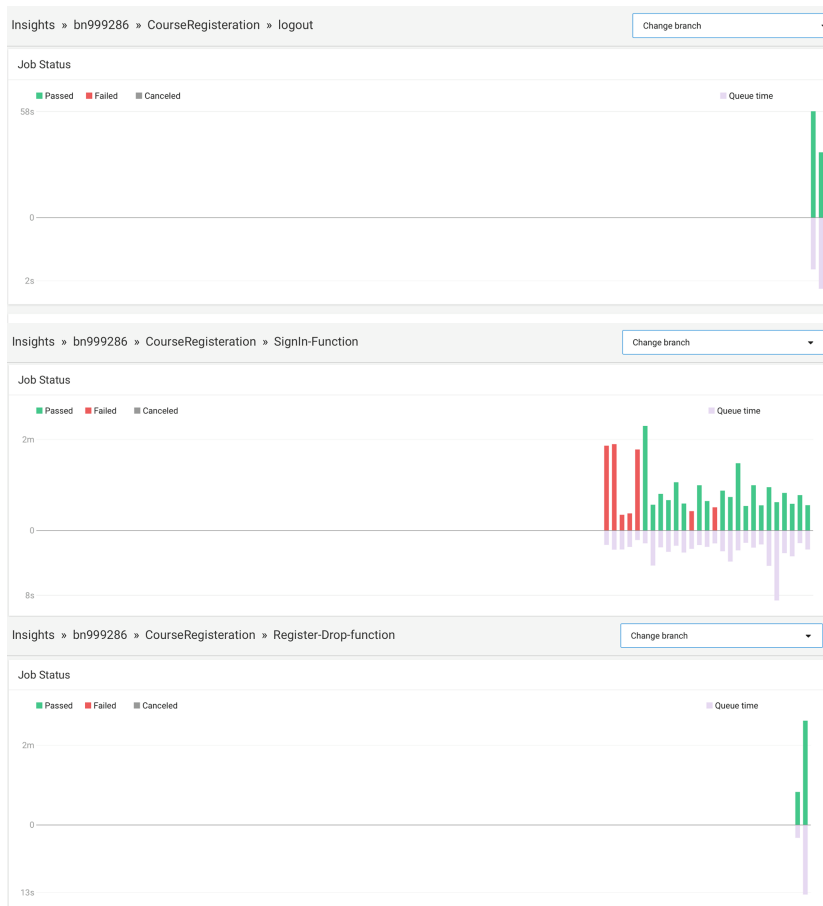 Insights » bn999286 » CourseRegisteration » logout Change branch
Job Status
Passed Failed Canceled Queue time
58s
0
2s
Insights » bn999286 » CourseRegisteration » SignIn-Function Change branch
Job Status
Passed Failed Canceled Queue time
2m
0
8s
Insights » bn999286 » CourseRegisteration » Register-Drop-function Change branch
Job Status
Passed Failed Canceled Queue time
2m
0
13s